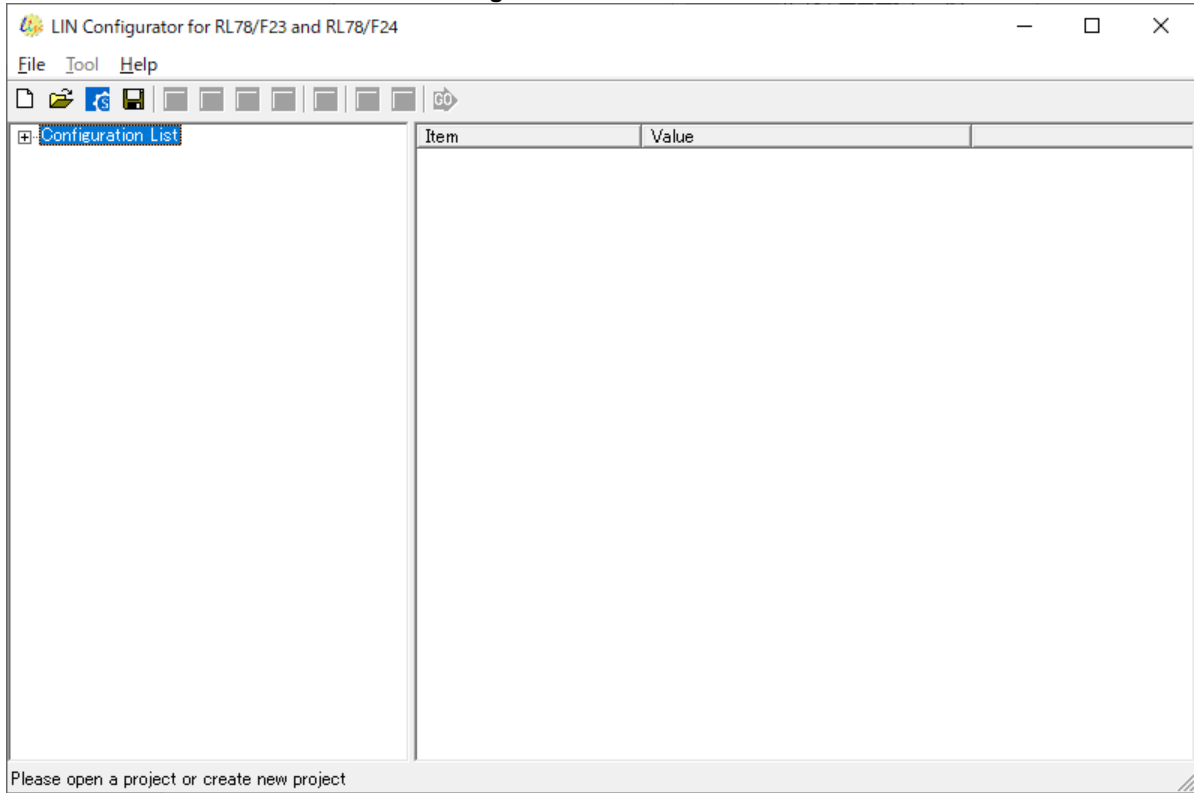 LIN Configurator for RL78/F23 and RL78/F24
File Tool Help
GO
Configuration List
Item Value
Please open a project or create new project